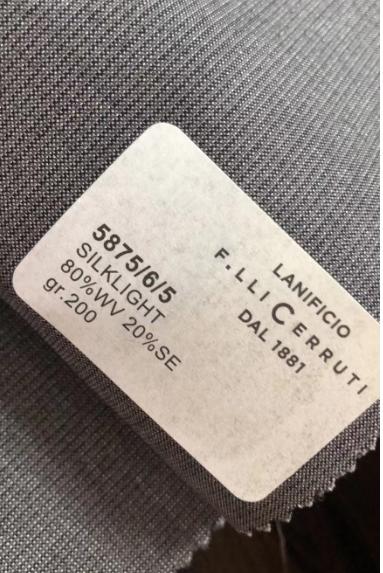 5875/6/5
SILKLIGHT
80%WV 20%SE
gr.200
LANIFICIO
F.LLI CERRUTI
DAL 1881